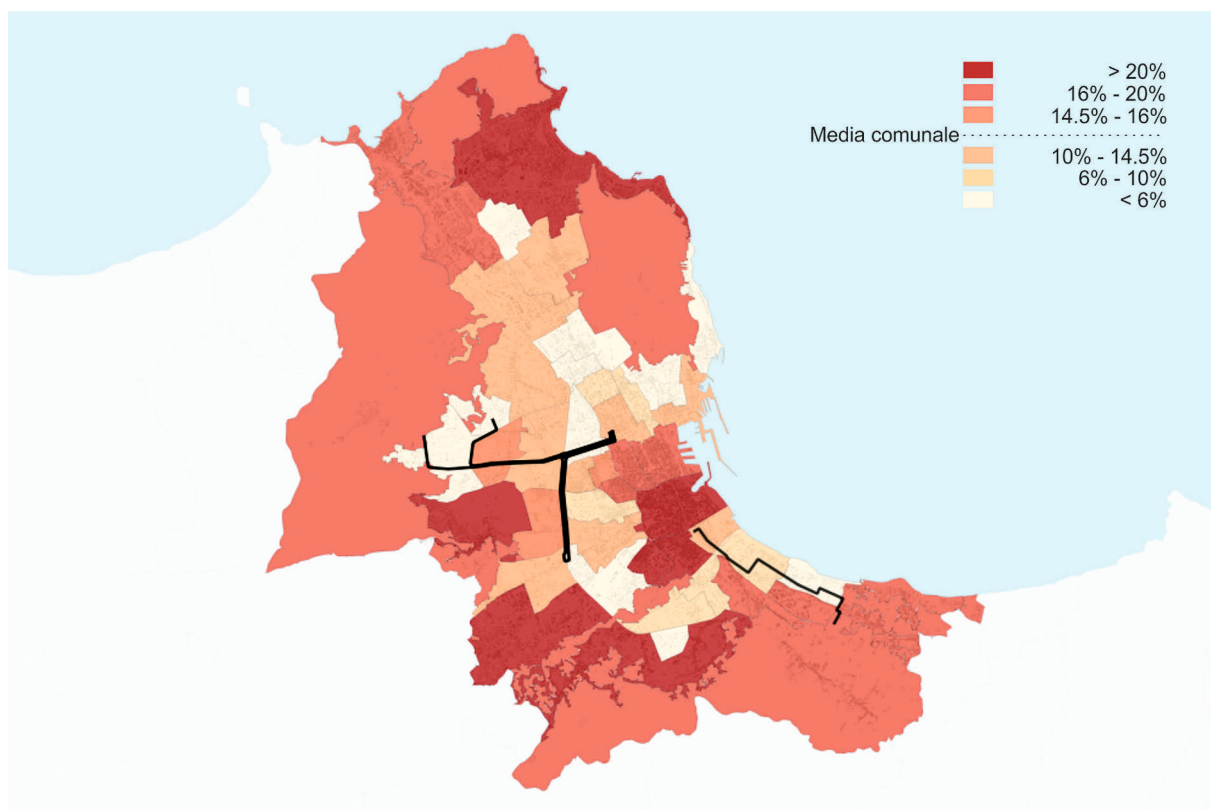 > 20%
16% - 20%
14.5% - 16%
Media comunale
10% - 14.5%
6% - 10%
< 6%